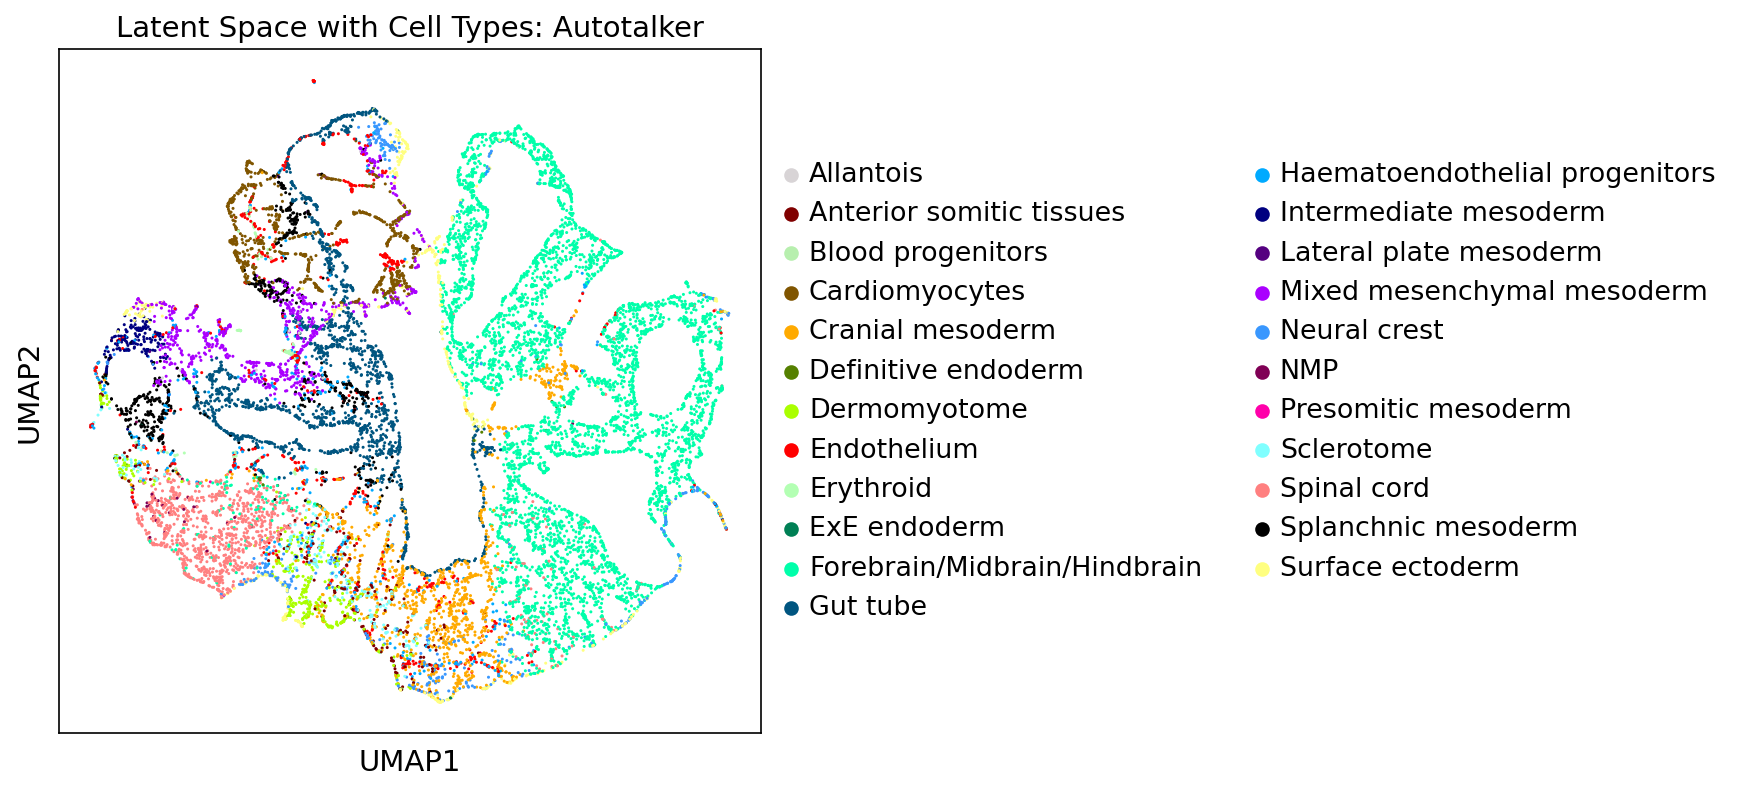 Latent Space with Cell Types: Autotalker
UMAP2
UMAP1
Allantois
Anterior somitic tissues
Blood progenitors
Cardiomyocytes
Cranial mesoderm
Definitive endoderm
Dermomyotome
Endothelium
Erythroid
ExE endoderm
Forebrain/Midbrain/Hindbrain
Gut tube
Haematoendothelial progenitors
Intermediate mesoderm
Lateral plate mesoderm
Mixed mesenchymal mesoderm
Neural crest
NMP
Presomitic mesoderm
Sclerotome
Spinal cord
Splanchnic mesoderm
Surface ectoderm